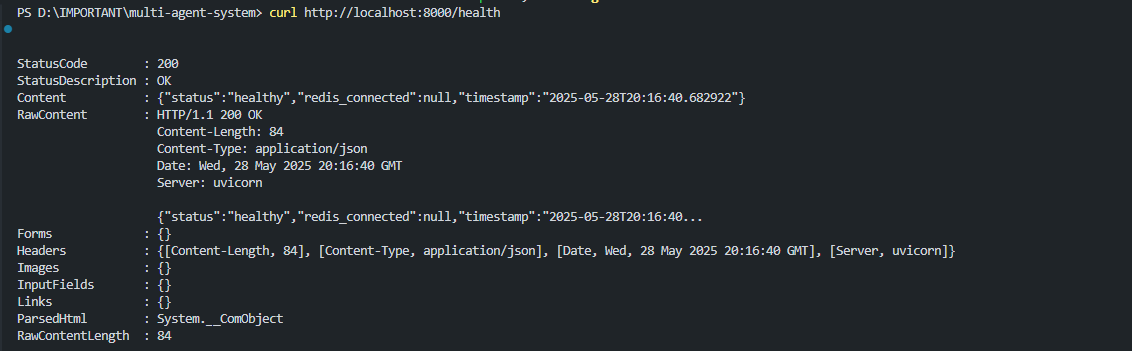 PS D:\IMPORTANT\multi-agent-system> curl http://localhost:8000/health
StatusCode        : 200
StatusDescription : OK
Content           : {"status":"healthy","redis_connected":null,"timestamp":"2025-05-28T20:16:40.682922"}
RawContent        : HTTP/1.1 200 OK
                    Content-Length: 84
                    Content-Type: application/json
                    Date: Wed, 28 May 2025 20:16:40 GMT
                    Server: uvicorn
                    {"status":"healthy","redis_connected":null,"timestamp":"2025-05-28T20:16:40...
Forms             : {}
Headers           : {[Content-Length, 84], [Content-Type, application/json], [Date, Wed, 28 May 2025 20:16:40 GMT], [Server, uvicorn]}
Images            : {}
InputFields       : {}
Links             : {}
ParsedHtml        : System.__ComObject
RawContentLength  : 84